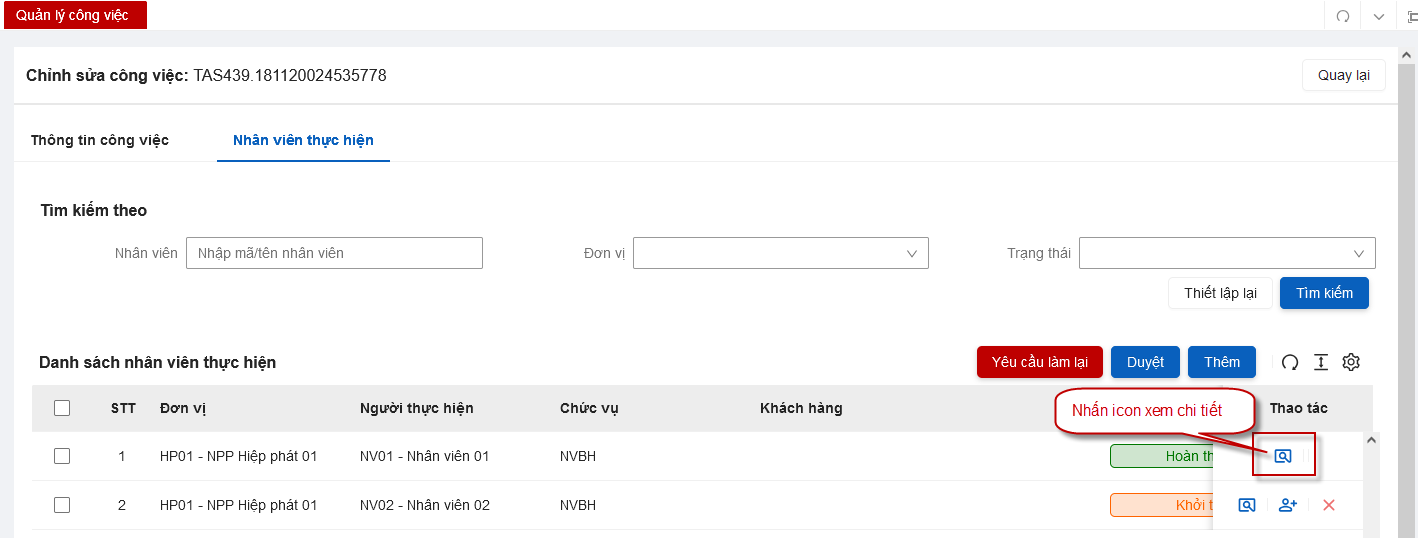 Quản lý công việc
Chỉnh sửa công việc: TAS439.181120024535778
Quay lại
Thông tin công việc
Nhân viên thực hiện
Tìm kiếm theo
Nhân viên
Nhập mã/tên nhân viên
Đơn vị
Trạng thái
Thiết lập lại
Tìm kiếm
Danh sách nhân viên thực hiện
Yêu cầu làm lại
Duyệt
Thêm
STT
Đơn vị
Người thực hiện
Chức vụ
Khách hàng
Nhấn icon xem chi tiết
Thao tác
1
HP01 - NPP Hiệp phát 01
NV01 - Nhân viên 01
NVBH
Hoàn th
2
HP01 - NPP Hiệp phát 01
NV02 - Nhân viên 02
NVBH
Khởi t